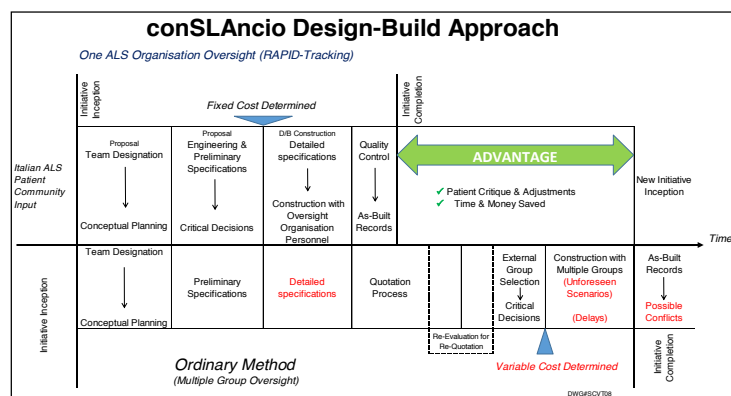 conSLAncio Design-Build Approach
One ALS Organisation Oversight (RAPID-Tracking)
Initiative
Inception
Fixed Cost Determined
Initiative
Completion
Italian ALS
Patient
Community
Input
Proposal
Team Designation
Conceptual Planning
Proposal
Engineering &
Preliminary
Specifications
Critical Decisions
D/B Construction
Detailed
specifications
Construction with
Oversight
Organisation
Personnel
Quality
Control
As-Built
Records
ADVANTAGE
✓ Patient Critique & Adjustments
✓ Time & Money Saved
New Initiative
Inception
Time
Initiative Inception
Team Designation
Conceptual Planning
Preliminary
Specifications
Detailed
specifications
Quotation
Process
Re-Evaluation for
Re-Quotation
External
Group
Selection
Critical
Decisions
Construction with
Multiple Groups
(Unforeseen
Scenarios)
(Delays)
As-Built
Records
Possible
Conflicts
Ordinary Method
(Multiple Group Oversight)
Variable Cost Determined
Initiative
Completion
DWG#SCVT08